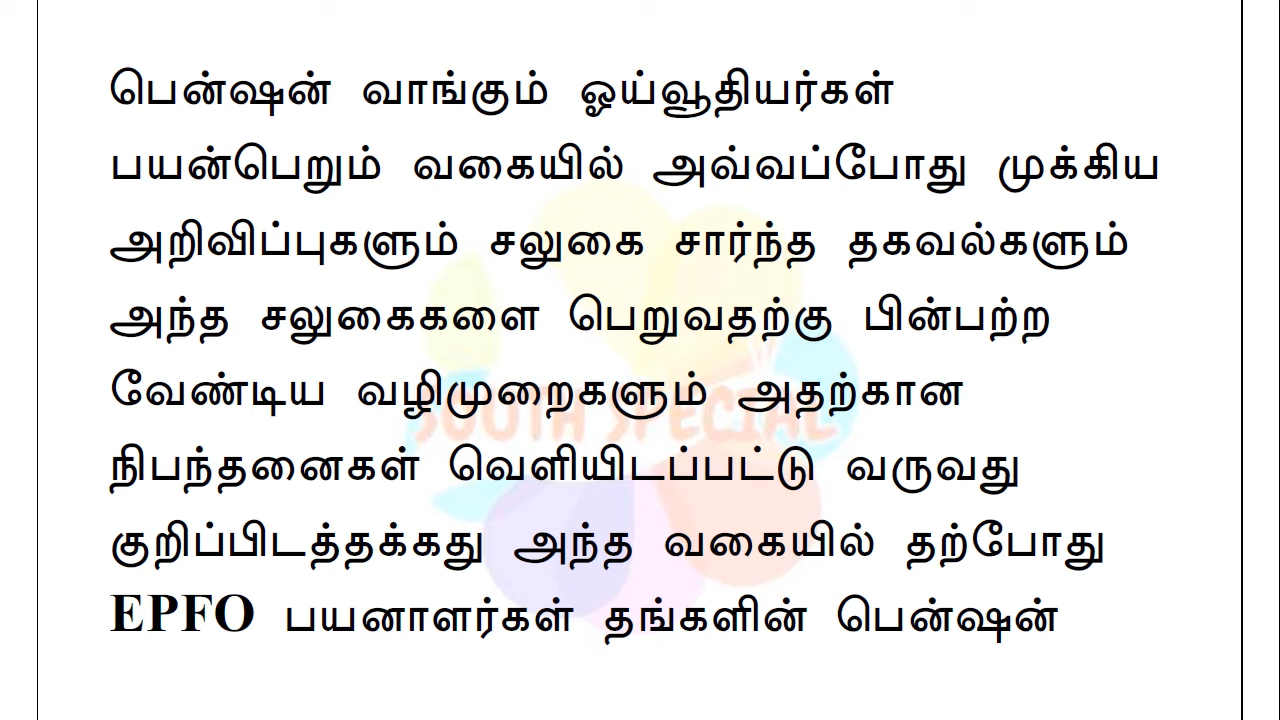 பென்ஷன் வாங்கும் ஓய்வூதியர்கள்
பயன்பெறும் வகையில் அவ்வப்போது முக்கிய
அறிவிப்புகளும் சலுகை சார்ந்த தகவல்களும்
அந்த சலுகைகளை பெறுவதற்கு பின்பற்ற
வேண்டிய வழிமுறைகளும் அதற்கான
SOUTH SPECIAL
நிபந்தனைகள் வெளியிடப்பட்டு வருவது
குறிப்பிடத்தக்கது அந்த வகையில் தற்போது
EPFO பயனாளர்கள் தங்களின் பென்ஷன்